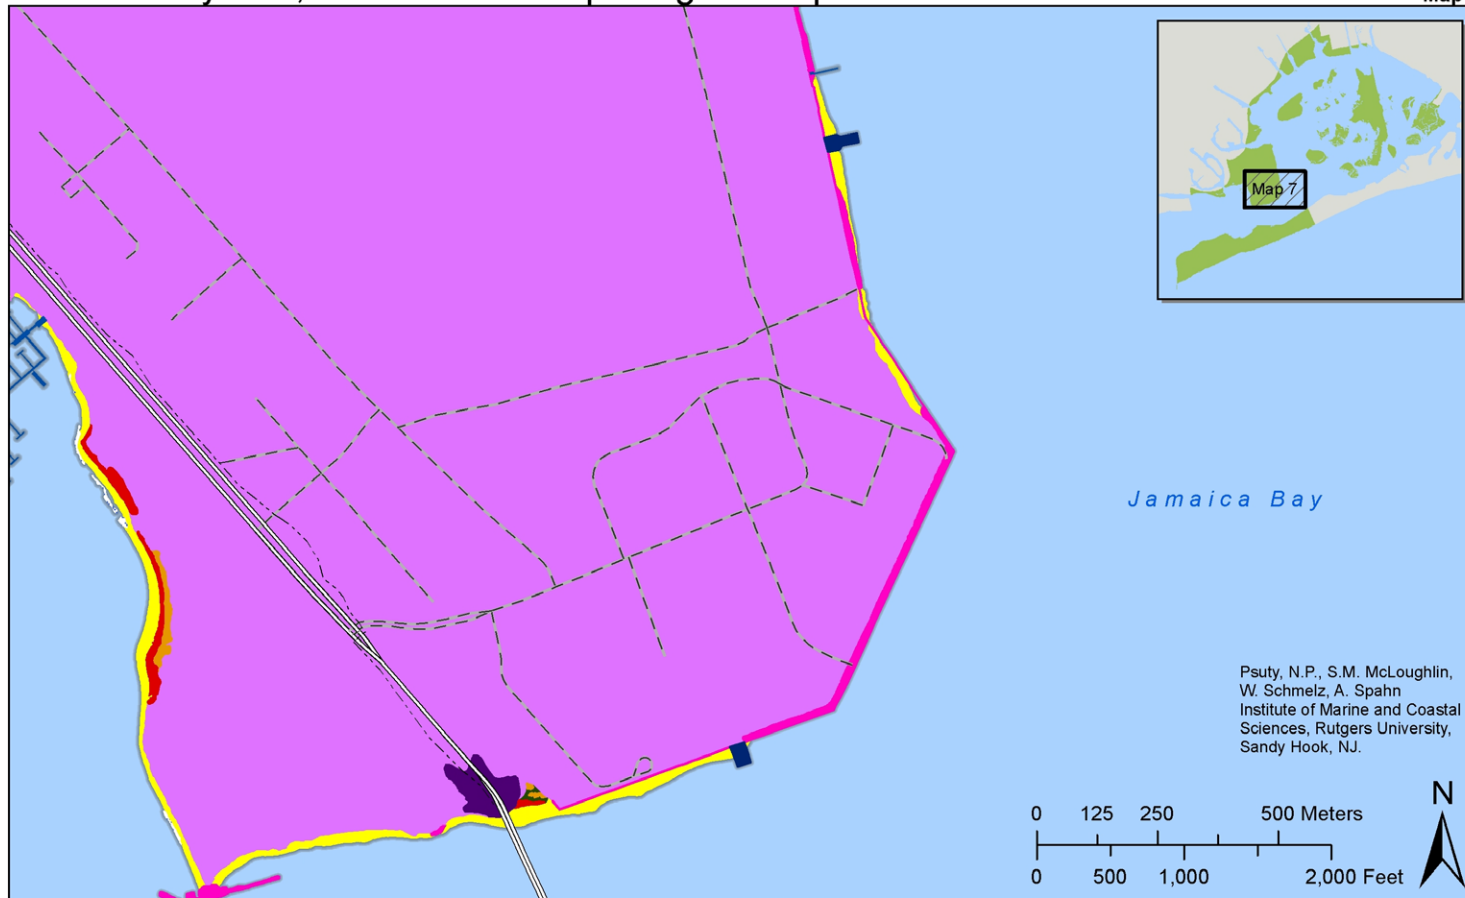 Map
Map 7
Jamaica Bay
Psuty, N.P., S.M. McLoughlin,
W. Schmelz, A. Spahn
Institute of Marine and Coastal
Sciences, Rutgers University,
Sandy Hook, NJ.
N
0 125 250 500 Meters
0 500 1,000 2,000 Feet